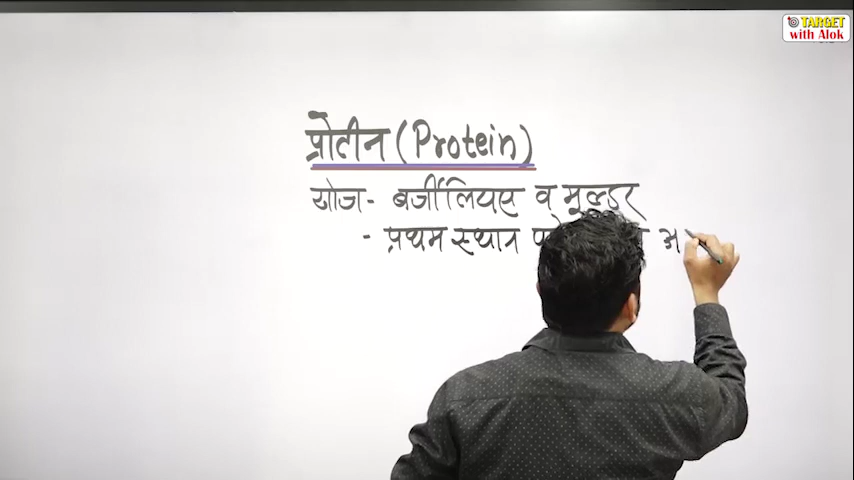 TARGET
with Alok
प्रोटीन (Protein)
खोज- बर्जीलियस व मुल्डर
- प्रथम स्थान अ